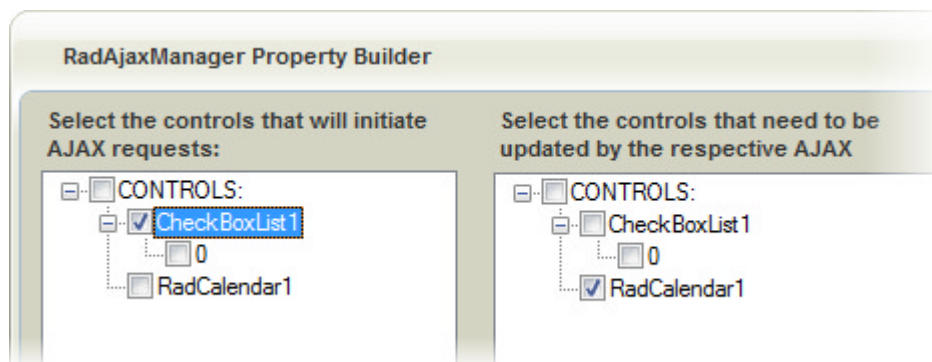 RadAjaxManager Property Builder
Select the controls that will initiate
AJAX requests:
CONTROLS:
CheckBoxList1
0
RadCalendar1
Select the controls that need to be
updated by the respective AJAX
CONTROLS:
CheckBoxList1
0
RadCalendar1